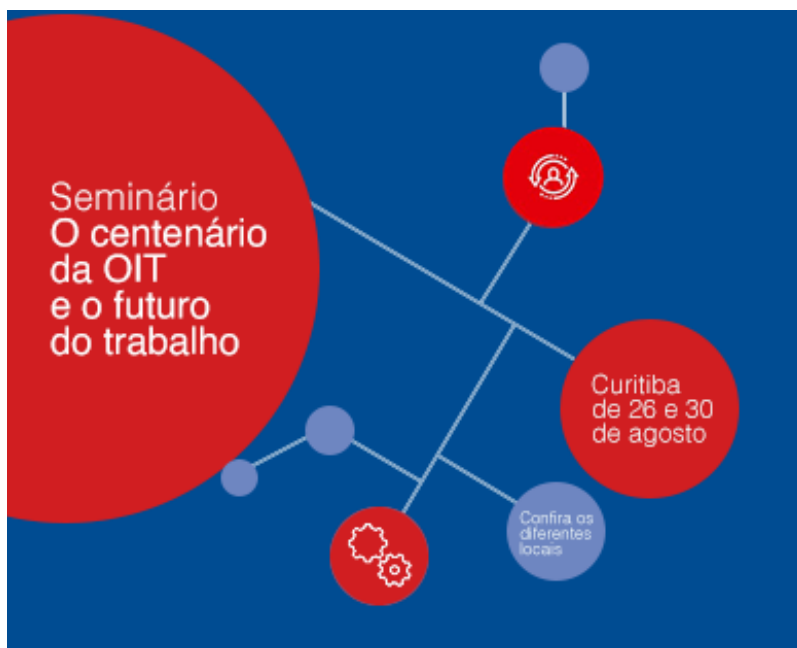 Seminário
O centenário
da OIT
e o futuro
do trabalho
Curitiba
de 26 e 30
de agosto
Confira os
diferentes
locais